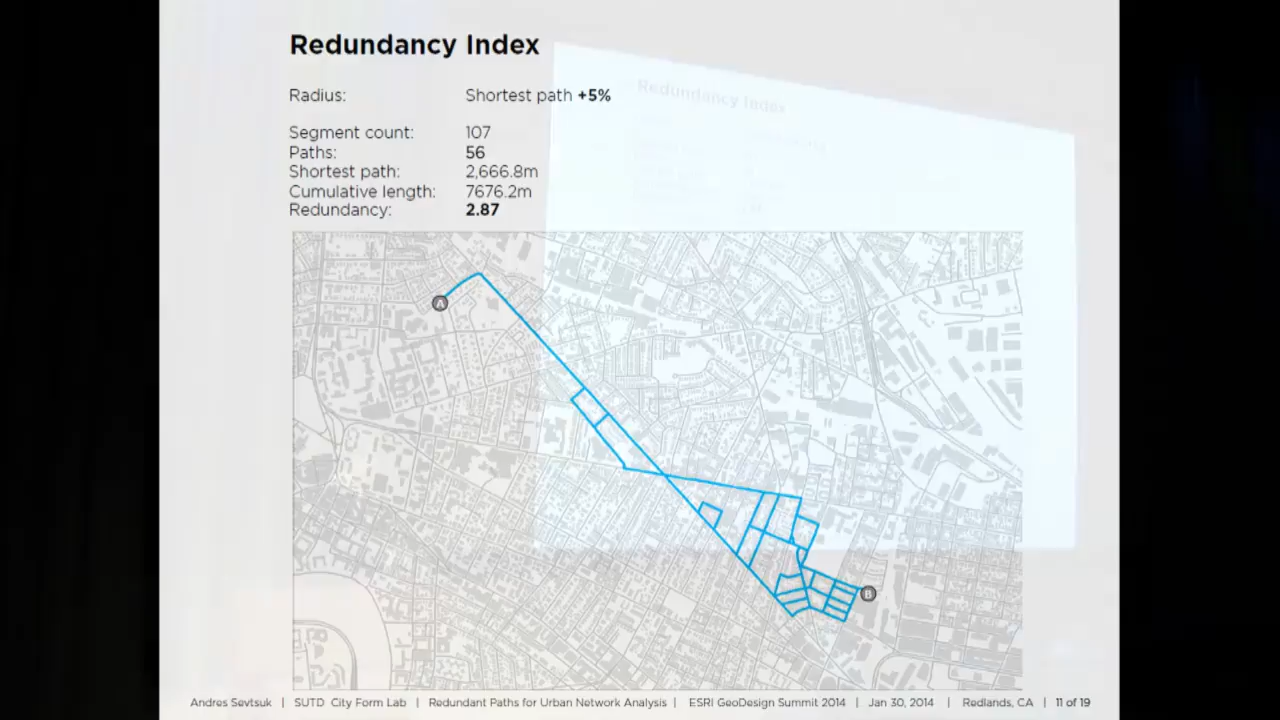 Redundancy Index
Radius: Shortest path +5%
Segment count: 107
Paths: 56
Shortest path: 2,666.8m
Cumulative length: 7676.2m
Redundancy: 2.87
Redundancy Index
A
B
Andres Sevtsuk | SUTD City Form Lab | Redundant Paths for Urban Network Analysis | ESRI GeoDesign Summit 2014 | Jan 30, 2014 | Redlands, CA | 11 of 19